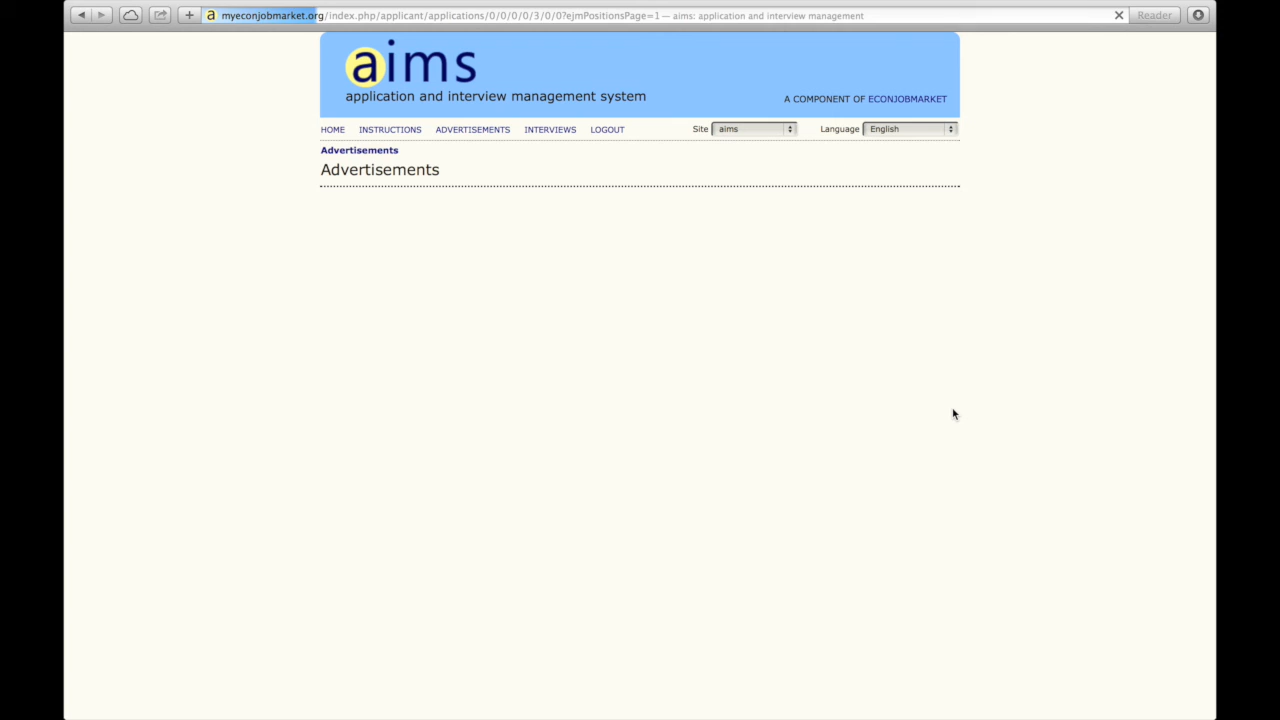 a myeconjobmarket.org/index.php/applicant/applications/0/0/0/0/3/0/0?ejmPositionsPage=1 — aims: application and interview management
Reader
aims
application and interview management system
A COMPONENT OF ECONJOBMARKET
HOME INSTRUCTIONS ADVERTISEMENTS INTERVIEWS LOGOUT Site aims Language English
Advertisements
Advertisements